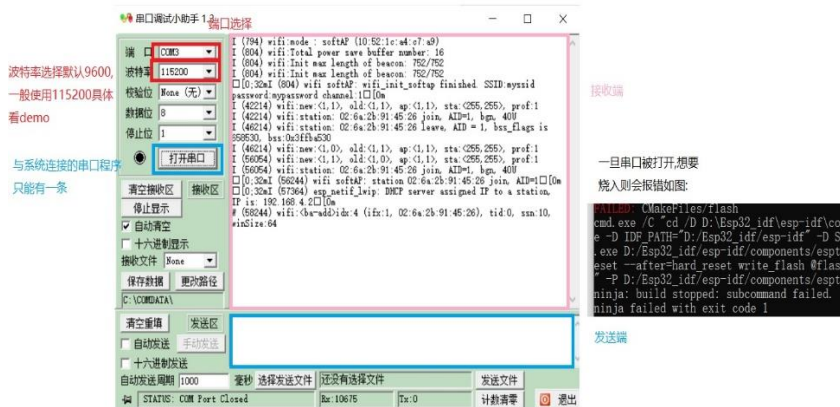 串口调试小助手 1.3
端口选择
端 口 COM3
波特率 115200
校验位 None (无)
数据位 8
停止位 1
打开串口
清空接收区 接收区
停止显示
自动清空
十六进制显示
接收文件 None
保存数据 更改路径
C:\COMDATA\
清空重填 发送区
自动发送 手动发送
十六进制发送
自动发送周期 1000 毫秒 选择发送文件 还没有选择文件 发送文件
STATUS: COM Port Closed Rx:10675 Tx:0 计数清零 退出
波特率选择默认9600,
一般使用115200具体
看demo
与系统连接的串口程序
只能有一条
I (794) wifi:mode : softAP (10:52:1c:a4:c7:a9)
I (804) wifi:Total power save buffer number: 16
I (804) wifi:Init max length of beacon: 752/752
I (804) wifi:Init max length of beacon: 752/752
[0;32mI (804) wifi softAP: wifi_init_softap finished. SSID:myssid
password:mypassword channel:1[0m
I (42214) wifi:new:<1,1>, old:<1,1>, ap:<1,1>, sta:<255,255>, prof:1
I (42214) wifi:station: 02:6a:2b:91:45:26 join, AID=1, bgn, 40U
I (46214) wifi:station: 02:6a:2b:91:45:26 leave, AID = 1, bss_flags is
658530, bss:0x3ffba530
I (46214) wifi:new:<1,0>, old:<1,1>, ap:<1,1>, sta:<255,255>, prof:1
I (56054) wifi:new:<1,1>, old:<1,0>, ap:<1,1>, sta:<255,255>, prof:1
I (56054) wifi:station: 02:6a:2b:91:45:26 join, AID=1, bgn, 40U
[0;32mI (56244) wifi softAP: station 02:6a:2b:91:45:26 join, AID=1[0m
[0;32mI (57364) esp_netif_lwip: DHCP server assigned IP to a station,
IP is: 192.168.4.2[0m
# (58244) wifi:<ba-add>idx:4 (ifx:1, 02:6a:2b:91:45:26), tid:0, ssn:10,
winSize:64
接收端
一旦串口被打开,想要
烧入则会报错如图:
FAILED: CMakeFiles/flash
cmd.exe /C "cd /D D:\Esp32_idf\esp-idf\co
e -D IDF_PATH="D:/Esp32_idf/esp-idf" -D S
.exe D:/Esp32_idf/esp-idf/components/espt
eset --after=hard_reset write_flash @flas
" -P D:/Esp32_idf/esp-idf/components/espt
ninja: build stopped: subcommand failed.
ninja failed with exit code 1
发送端